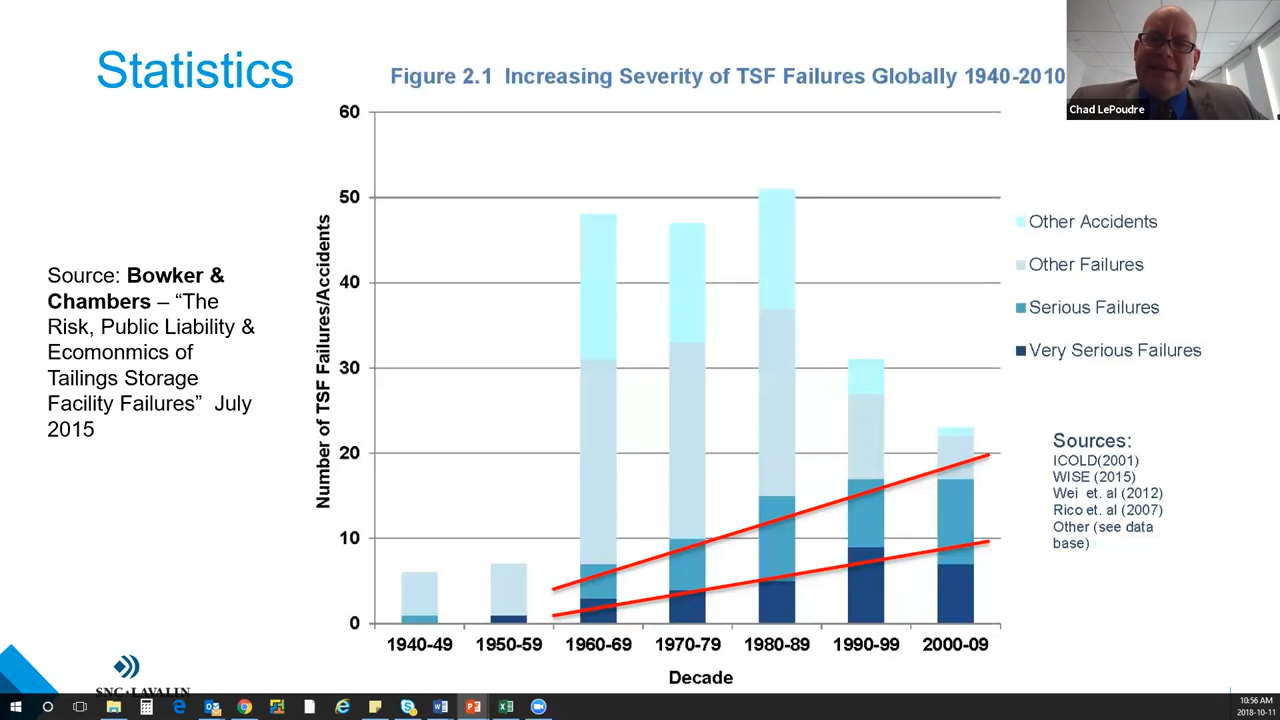 Statistics
Figure 2.1 Increasing Severity of TSF Failures Globally 1940-2010
Chad LePoudre
Source: Bowker &
Chambers – “The
Risk, Public Liability &
Ecomonmics of
Tailings Storage
Facility Failures” July
2015
Number of TSF Failures/Accidents
60
50
40
30
20
10
0
1940-49 1950-59 1960-69 1970-79 1980-89 1990-99 2000-09
Decade
Other Accidents
Other Failures
Serious Failures
Very Serious Failures
Sources:
ICOLD(2001)
WISE (2015)
Wei et. al (2012)
Rico et. al (2007)
Other (see data
base)
SNC·LAVALIN
10:56 AM
2018-10-11